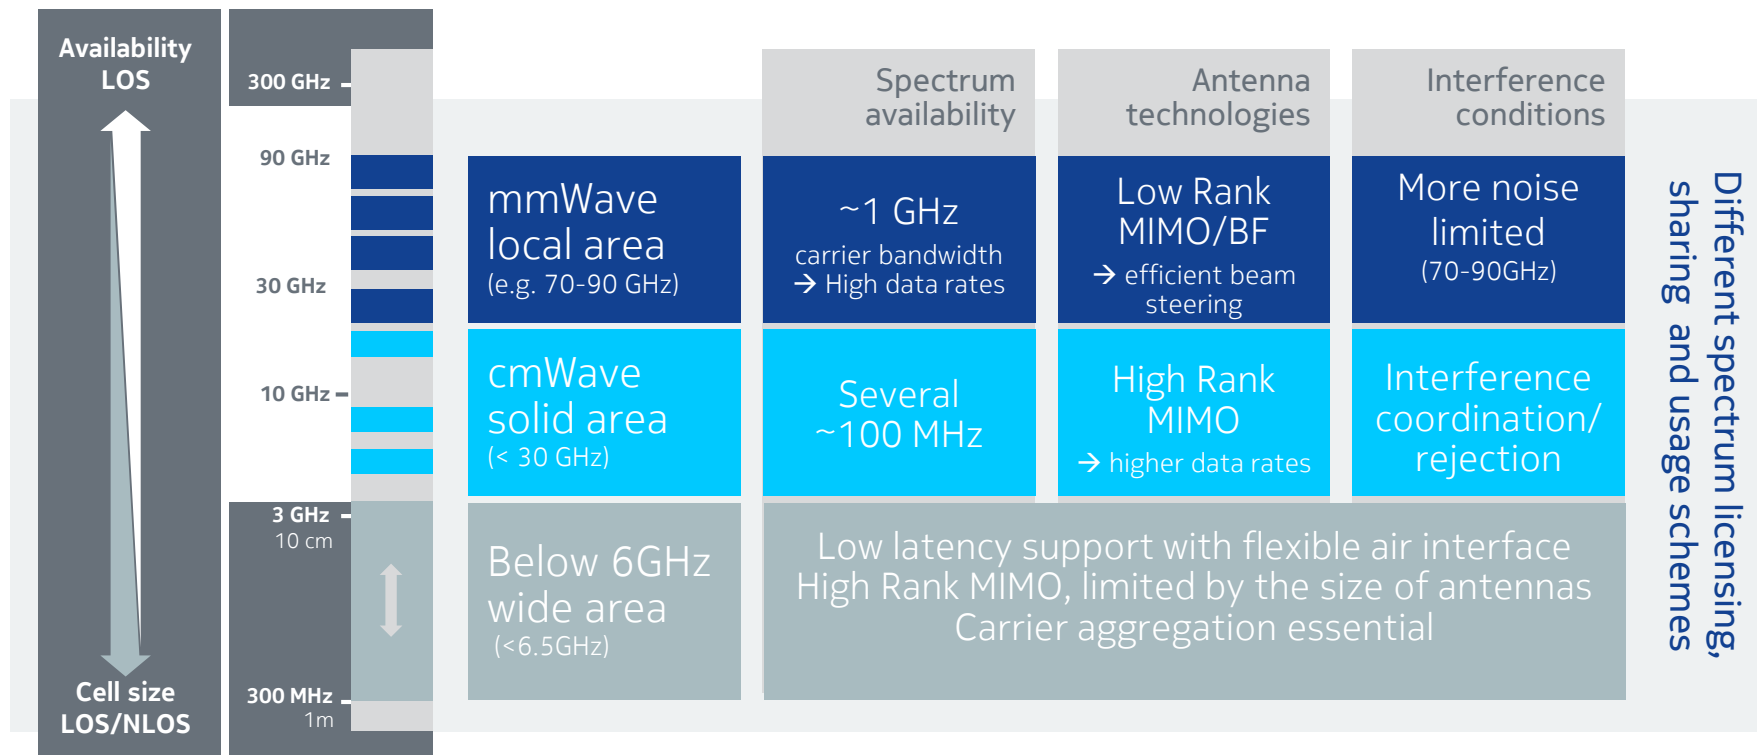 Availability
LOS
Cell size
LOS/NLOS
300 GHz
90 GHz
30 GHz
10 GHz
3 GHz
10 cm
300 MHz
1m
Spectrum
availability
Antenna
technologies
Interference
conditions
mmWave
local area
(e.g. 70-90 GHz)
~1 GHz
carrier bandwidth
→ High data rates
Low Rank
MIMO/BF
→ efficient beam
steering
More noise
limited
(70-90GHz)
cmWave
solid area
(< 30 GHz)
Several
~100 MHz
High Rank
MIMO
→ higher data rates
Interference
coordination/
rejection
Below 6GHz
wide area
(<6.5GHz)
Low latency support with flexible air interface
High Rank MIMO, limited by the size of antennas
Carrier aggregation essential
Different spectrum licensing,
sharing and usage schemes